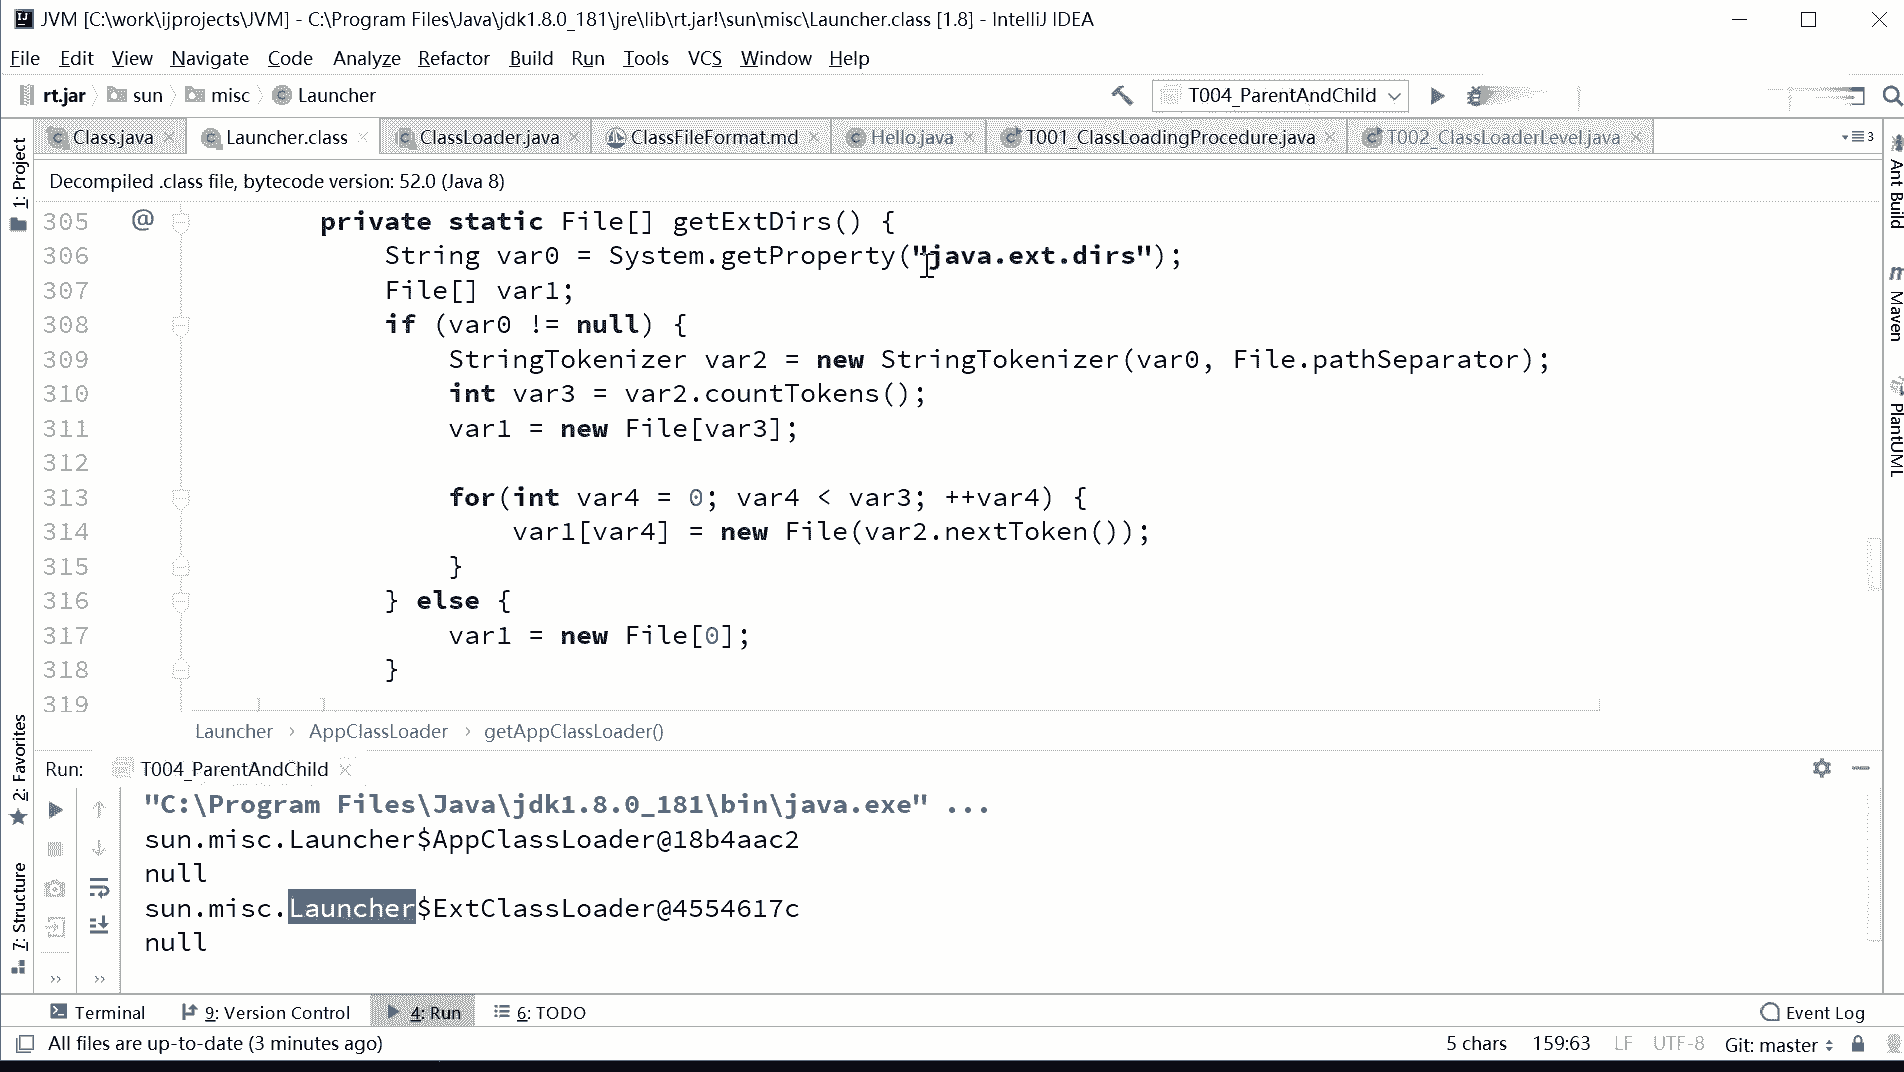 JVM [C:\work\ijprojects\JVM] - C:\Program Files\Java\jdk1.8.0_181\jre\lib\rt.jar!\sun\misc\Launcher.class [1.8] - IntelliJ IDEA
File Edit View Navigate Code Analyze Refactor Build Run Tools VCS Window Help
rt.jar sun misc Launcher T004_ParentAndChild
Class.java Launcher.class ClassLoader.java ClassFileFormat.md Hello.java T001_ClassLoadingProcedure.java T002_ClassLoaderLevel.java 3
Decompiled .class file, bytecode version: 52.0 (Java 8)
305 @ private static File[] getExtDirs() {
306 String var0 = System.getProperty("java.ext.dirs");
307 File[] var1;
308 if (var0 != null) {
309 StringTokenizer var2 = new StringTokenizer(var0, File.pathSeparator);
310 int var3 = var2.countTokens();
311 var1 = new File[var3];
312
313 for(int var4 = 0; var4 < var3; ++var4) {
314 var1[var4] = new File(var2.nextToken());
315 }
316 } else {
317 var1 = new File[0];
318 }
319
Launcher › AppClassLoader › getAppClassLoader()
Run: T004_ParentAndChild
"C:\Program Files\Java\jdk1.8.0_181\bin\java.exe" ...
sun.misc.Launcher$AppClassLoader@18b4aac2
null
sun.misc.Launcher$ExtClassLoader@4554617c
null
Terminal 9: Version Control 4: Run 6: TODO Event Log
All files are up-to-date (3 minutes ago) 5 chars 159:63 LF UTF-8 Git: master
1: Project
2: Favorites
7: Structure
Ant Build
Maven
PlantUML